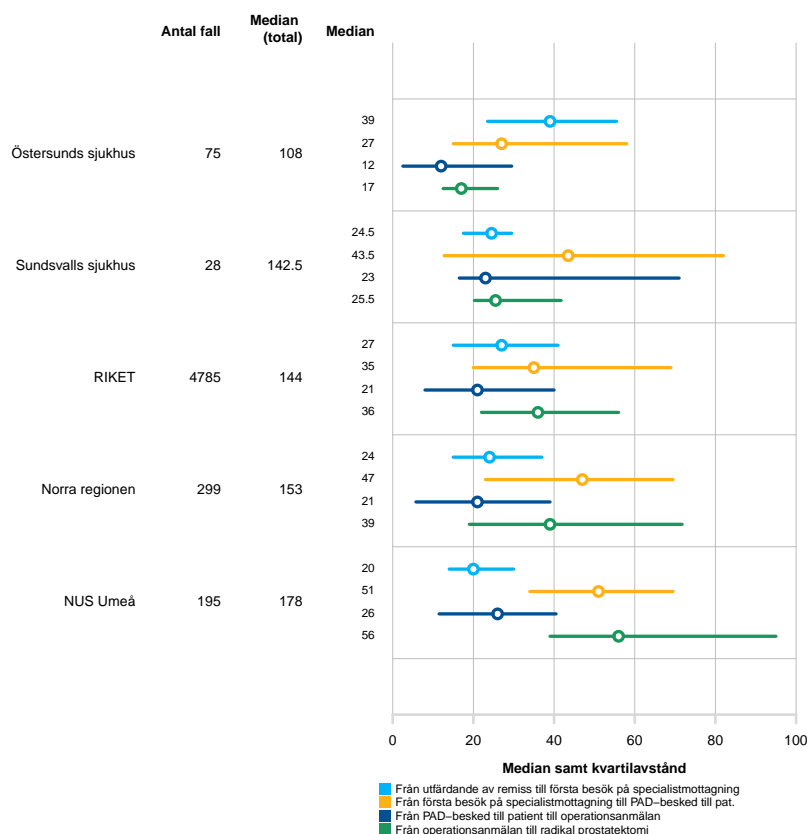 Antal fall
Median
(total)
Median
39
27
Östersunds sjukhus 75 108
12
17
24.5
43.5
Sundsvalls sjukhus 28 142.5
23
25.5
27
35
RIKET 4785 144
21
36
24
47
Norra regionen 299 153
21
39
20
51
NUS Umeå 195 178
26
56
0 20 40 60 80 100
Median samt kvartilavstånd
Från utfärdande av remiss till första besök på specialistmottagning
Från första besök på specialistmottagning till PAD−besked till pat.
Från PAD−besked till patient till operationsanmälan
Från operationsanmälan till radikal prostatektomi